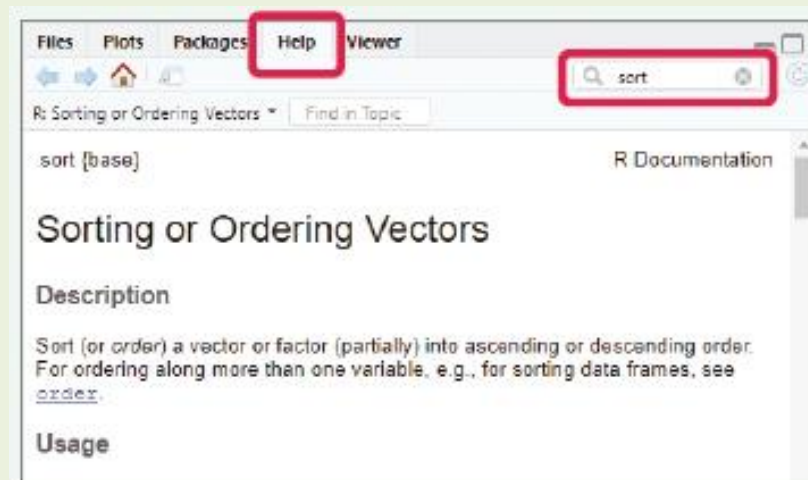 Files Plots Packages Help Viewer
sort
R: Sorting or Ordering Vectors Find in Topic
sort {base} R Documentation
Sorting or Ordering Vectors
Description
Sort (or order) a vector or factor (partially) into ascending or descending order.
For ordering along more than one variable, e.g., for sorting data frames, see
order.
Usage